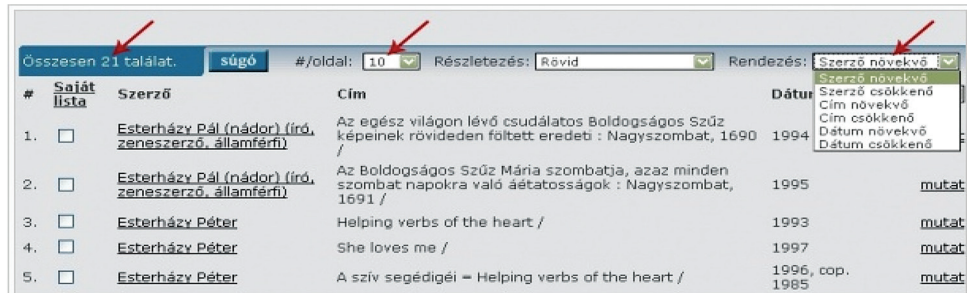 Összesen 21 találat. súgó #/oldal: 10 Részletezés: Rövid Rendezés: Szerző növekvő
Szerző növekvő
Szerző csökkenő
Cím növekvő
Cím csökkenő
Dátum növekvő
Dátum csökkenő
# Saját lista Szerző Cím
1. Esterházy Pál (nádor) (író,
zeneszerző, államférfi)
Az egész világon lévő csudálatos Boldogságos Szűz
képeinek rövideden föltett eredeti : Nagyszombat, 1690
/
1994
2. Esterházy Pál (nádor) (író,
zeneszerző, államférfi)
Az Boldogságos Szűz Mária szombatja, azaz minden
szombat napokra való áétatosságok : Nagyszombat,
1691 /
1995 mutat
3. Esterházy Péter Helping verbs of the heart / 1993 mutat
4. Esterházy Péter She loves me / 1997 mutat
5. Esterházy Péter A szív segédigéi = Helping verbs of the heart / 1996, cop.
1985 mutat